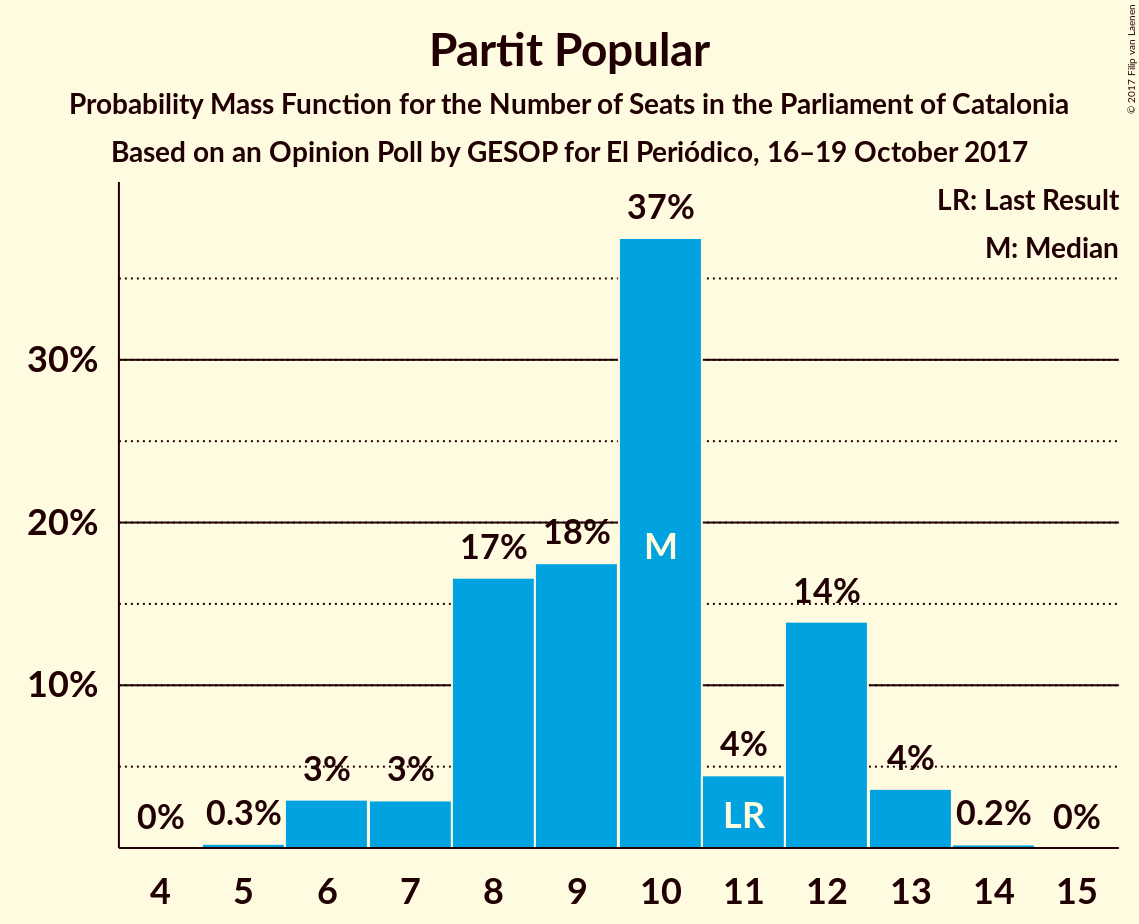 Partit Popular
Probability Mass Function for the Number of Seats in the Parliament of Catalonia
Based on an Opinion Poll by GESOP for El Periódico, 16–19 October 2017
© 2017 Filip van Laenen
LR: Last Result
M: Median
30%
20%
10%
0%
0.3%
3%
3%
17%
18%
37%
M
4%
LR
14%
4%
0.2%
0%
4 5 6 7 8 9 10 11 12 13 14 15